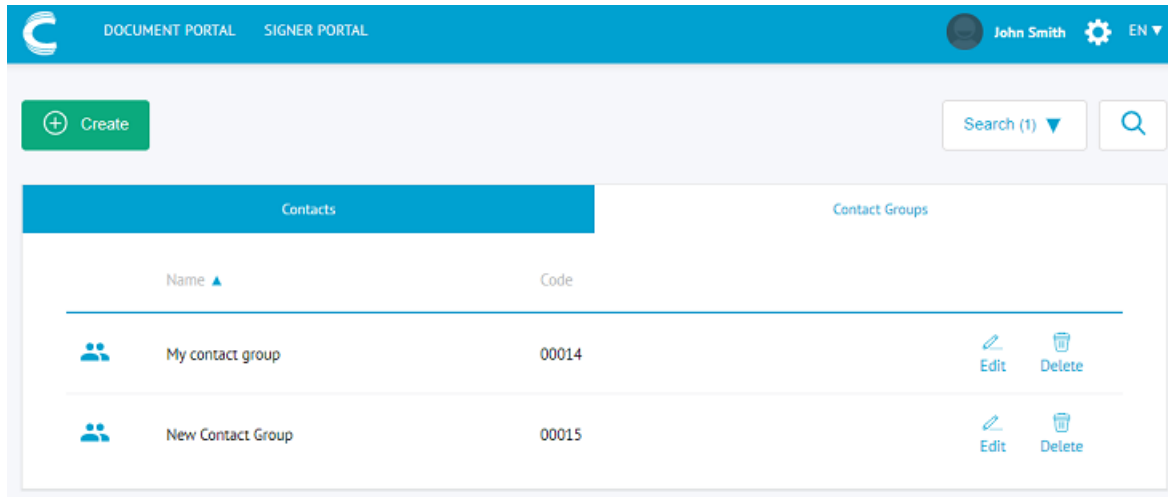 DOCUMENT PORTAL SIGNER PORTAL John Smith EN
Create Search (1)
Contacts Contact Groups
Name Code
My contact group 00014 Edit Delete
New Contact Group 00015 Edit Delete